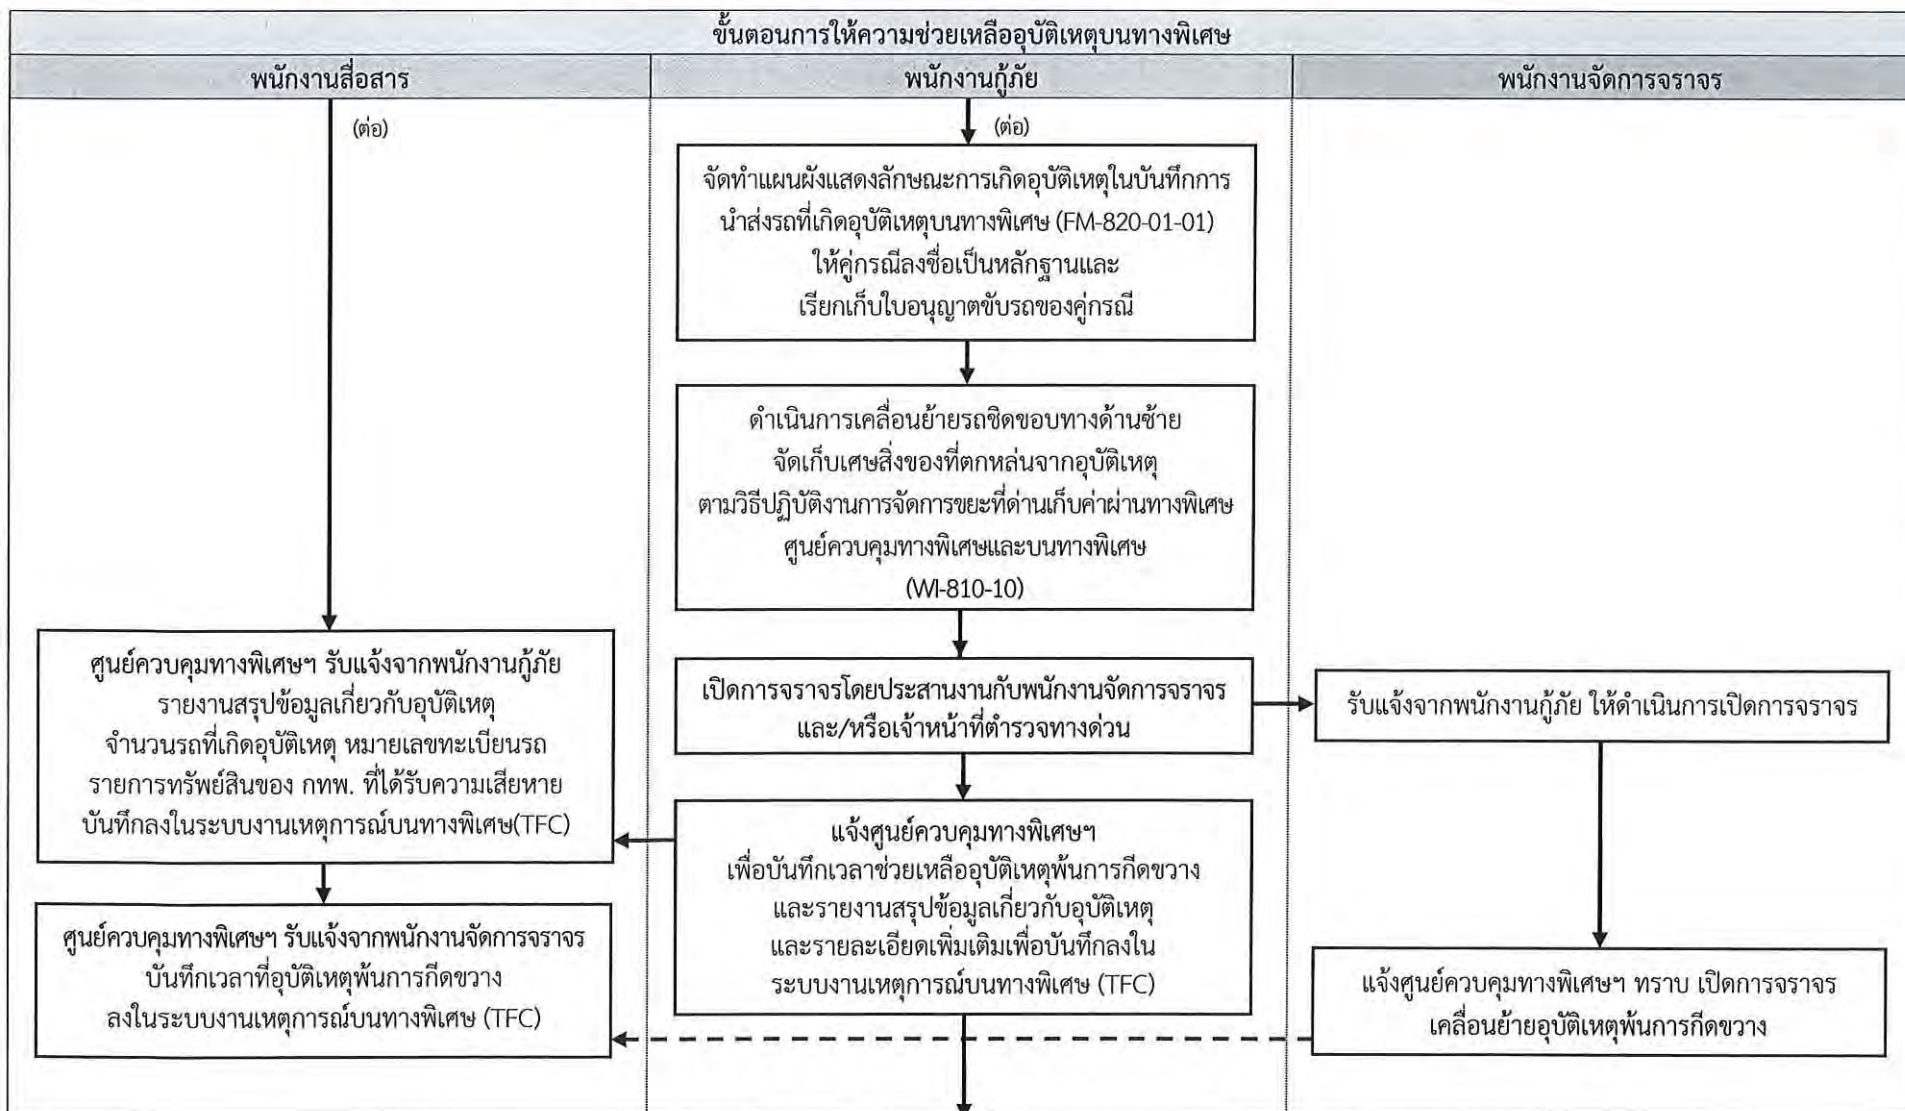 ขั้นตอนการให้ความช่วยเหลืออุบัติเหตุบนทางพิเศษ
พนักงานสื่อสาร
พนักงานกู้ภัย
พนักงานจัดการจราจร
(ต่อ)
(ต่อ)
จัดทำแผนผังแสดงลักษณะการเกิดอุบัติเหตุในบันทึกการ
นำส่งรถที่เกิดอุบัติเหตุบนทางพิเศษ (FM-820-01-01)
ให้คู่กรณีลงชื่อเป็นหลักฐานและ
เรียกเก็บใบอนุญาตขับรถของคู่กรณี
ดำเนินการเคลื่อนย้ายรถชิดขอบทางด้านซ้าย
จัดเก็บเศษสิ่งของที่ตกหล่นจากอุบัติเหตุ
ตามวิธีปฏิบัติงานการจัดการขยะที่ด่านเก็บค่าผ่านทางพิเศษ
ศูนย์ควบคุมทางพิเศษและบนทางพิเศษ
(WI-810-10)
ศูนย์ควบคุมทางพิเศษฯ รับแจ้งจากพนักงานกู้ภัย
รายงานสรุปข้อมูลเกี่ยวกับอุบัติเหตุ
จำนวนรถที่เกิดอุบัติเหตุ หมายเลขทะเบียนรถ
รายการทรัพย์สินของ กทพ. ที่ได้รับความเสียหาย
บันทึกลงในระบบงานเหตุการณ์บนทางพิเศษ(TFC)
เปิดการจราจรโดยประสานงานกับพนักงานจัดการจราจร
และ/หรือเจ้าหน้าที่ตำรวจทางด่วน
รับแจ้งจากพนักงานกู้ภัย ให้ดำเนินการเปิดการจราจร
แจ้งศูนย์ควบคุมทางพิเศษฯ
เพื่อบันทึกเวลาช่วยเหลืออุบัติเหตุพ้นการกีดขวาง
และรายงานสรุปข้อมูลเกี่ยวกับอุบัติเหตุ
และรายละเอียดเพิ่มเติมเพื่อบันทึกลงใน
ระบบงานเหตุการณ์บนทางพิเศษ (TFC)
ศูนย์ควบคุมทางพิเศษฯ รับแจ้งจากพนักงานจัดการจราจร
บันทึกเวลาที่อุบัติเหตุพ้นการกีดขวาง
ลงในระบบงานเหตุการณ์บนทางพิเศษ (TFC)
แจ้งศูนย์ควบคุมทางพิเศษฯ ทราบ เปิดการจราจร
เคลื่อนย้ายอุบัติเหตุพ้นการกีดขวาง